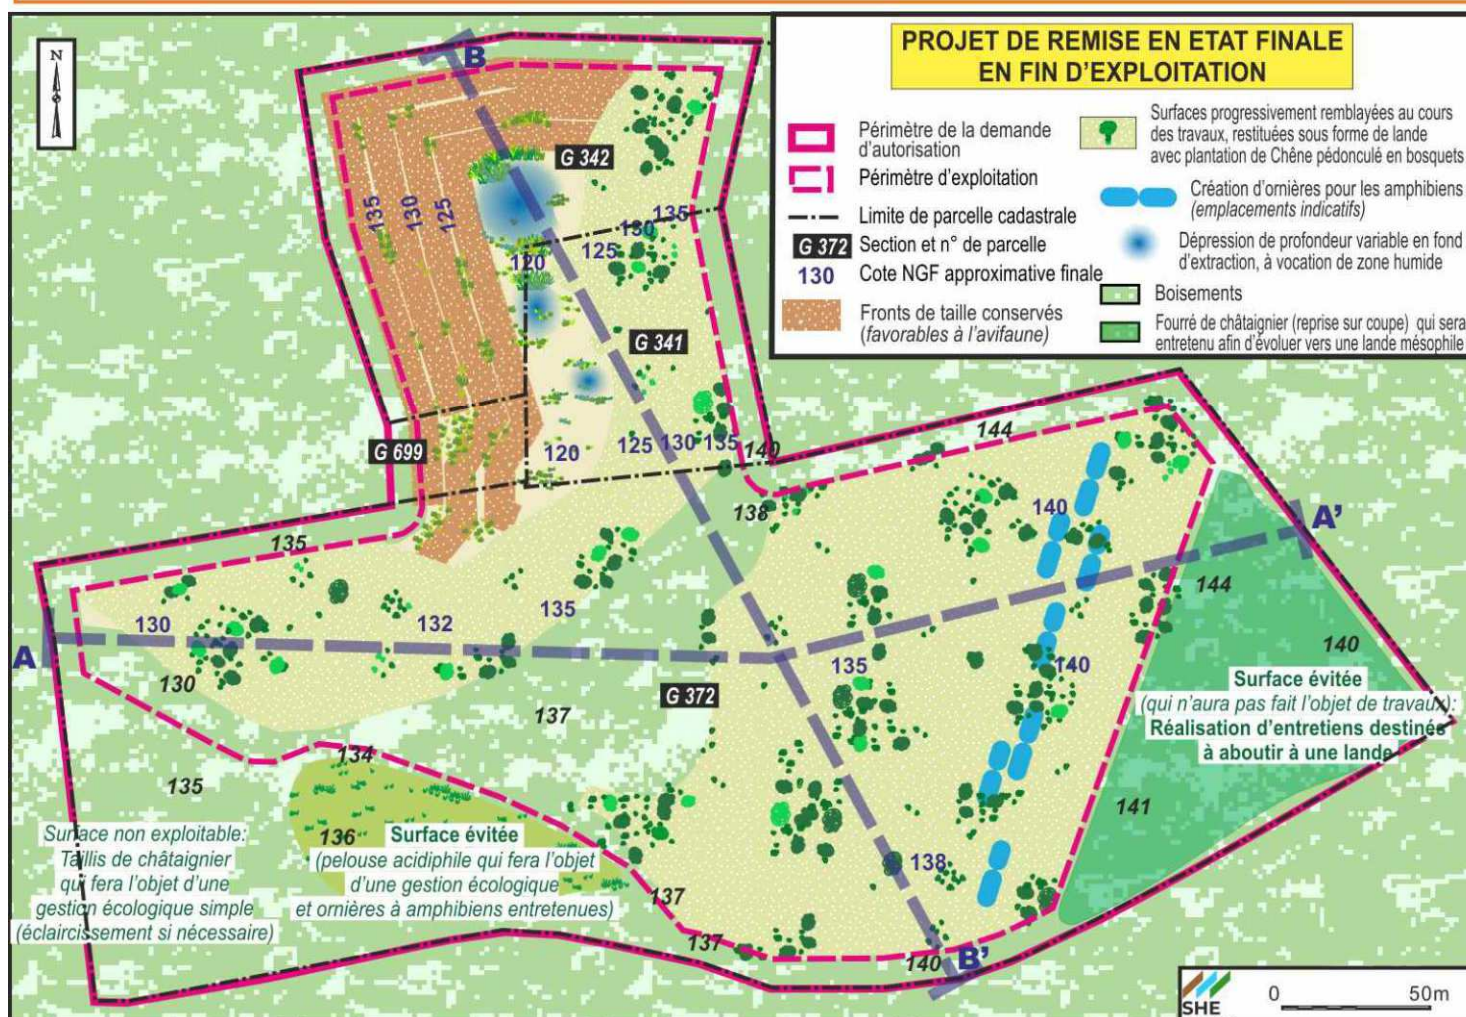 PROJET DE REMISE EN ETAT FINALE
EN FIN D'EXPLOITATION
Périmètre de la demande
d'autorisation
Périmètre d'exploitation
Limite de parcelle cadastrale
G 372 Section et n° de parcelle
130 Cote NGF approximative finale
Fronts de taille conservés
(favorables à l'avifaune)
Surfaces progressivement remblayées au cours
des travaux, restituées sous forme de lande
avec plantation de Chêne pédonculé en bosquets
Création d'ornières pour les amphibiens
(emplacements indicatifs)
Dépression de profondeur variable en fond
d'extraction, à vocation de zone humide
Boisements
Fourré de châtaignier (reprise sur coupe) qui sera
entretenu afin d'évoluer vers une lande mésophile
N
B
G 342
135
130
125
135
130
125
120
G 341
G 699
120
125
130
135
140
144
138
140
A'
135
144
130
132
135
A
130
135
140
140
G 372
137
Surface évitée
(qui n'aura pas fait l'objet de travaux):
Réalisation d'entretiens destinés
à aboutir à une lande
134
135
141
Surface non exploitable:
Taillis de châtaignier
qui fera l'objet d'une
gestion écologique simple
(éclaircissement si nécessaire)
136
Surface évitée
(pelouse acidiphile qui fera l'objet
d'une gestion écologique
et ornières à amphibiens entretenues)
138
137
137
140
B'
SHE
0
50m